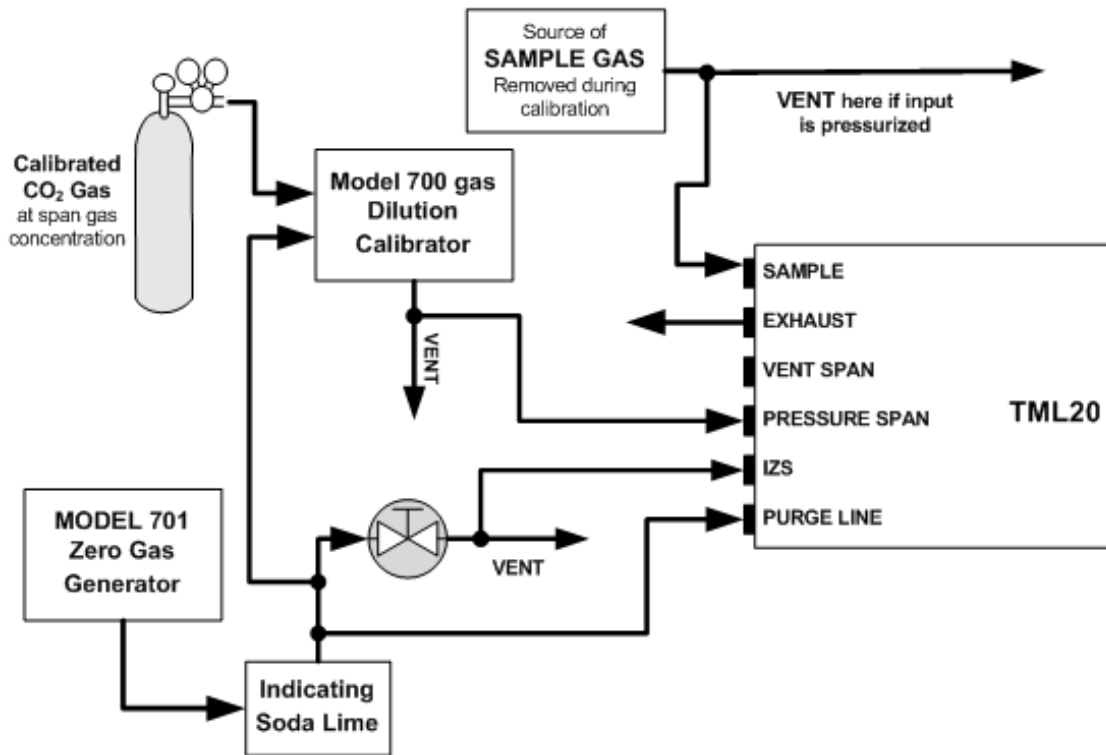 Source of
SAMPLE GAS
Removed during
calibration
VENT here if input
is pressurized
Calibrated
CO₂ Gas
at span gas
concentration
Model 700 gas
Dilution
Calibrator
VENT
SAMPLE
EXHAUST
VENT SPAN
PRESSURE SPAN
IZS
PURGE LINE
TML20
MODEL 701
Zero Gas
Generator
VENT
Indicating
Soda Lime